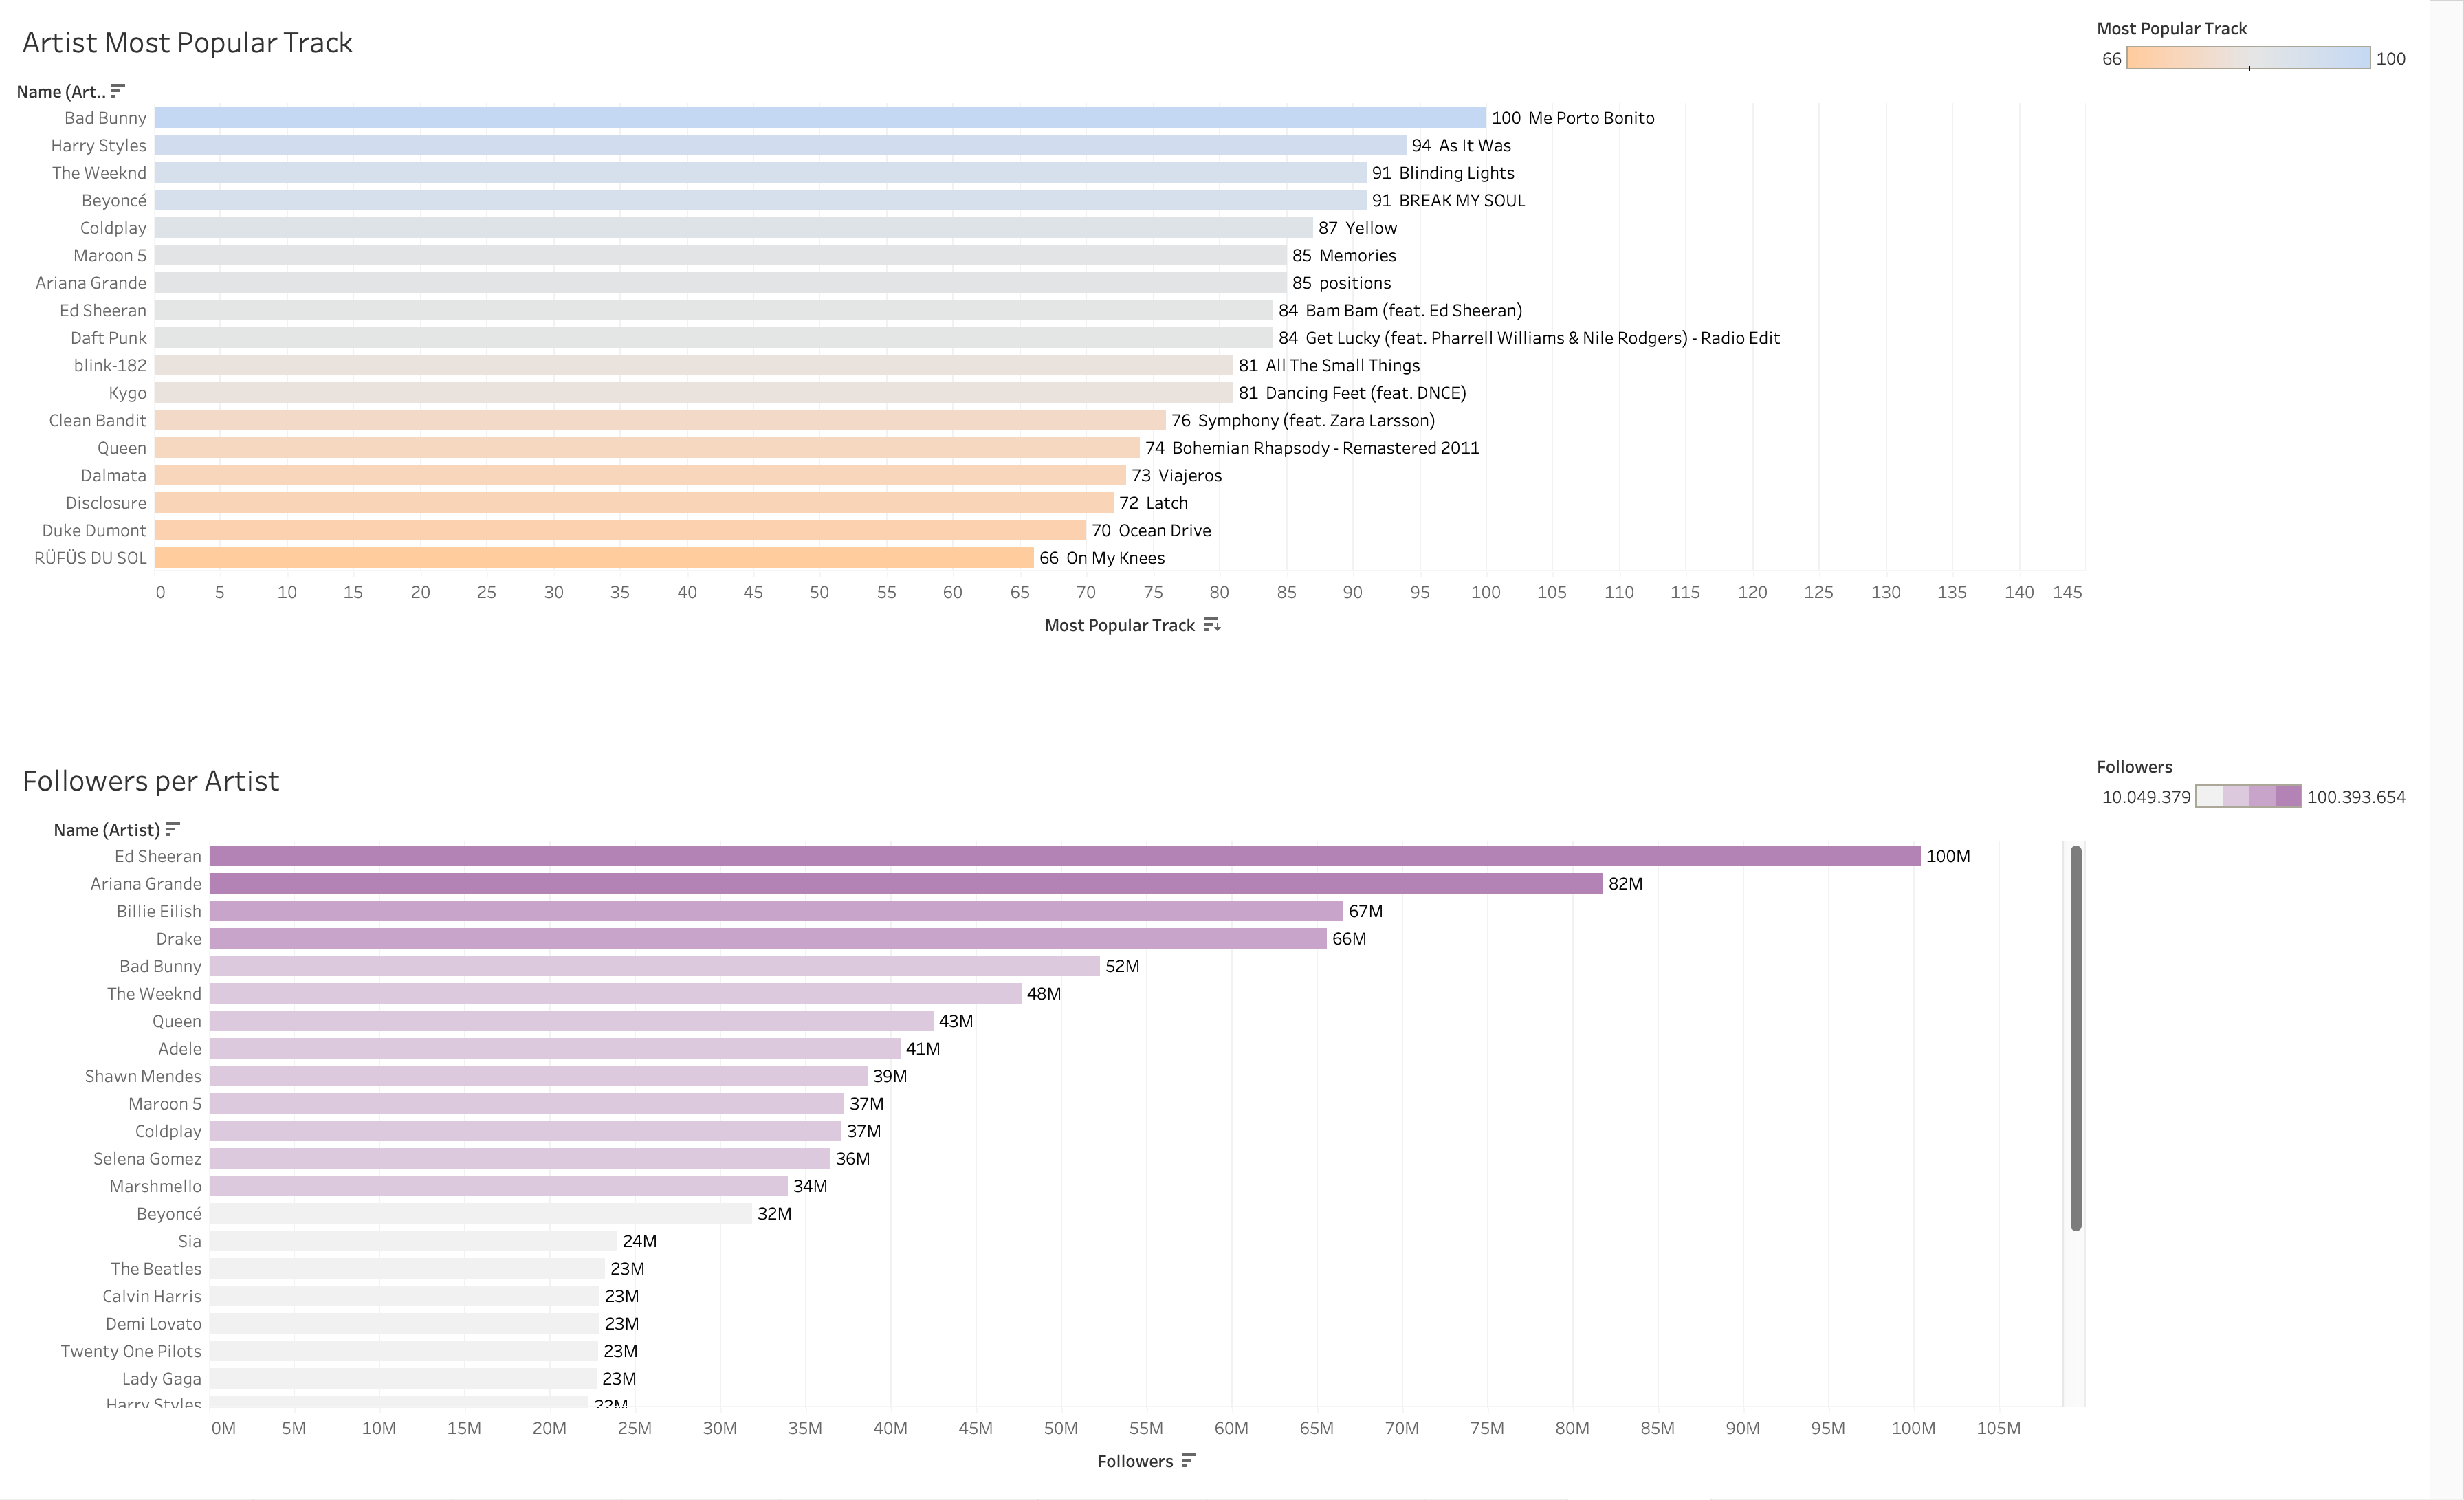 Artist Most Popular Track
Most Popular Track
66 100
Name (Art..
Bad Bunny 100 Me Porto Bonito
Harry Styles 94 As It Was
The Weeknd 91 Blinding Lights
Beyoncé 91 BREAK MY SOUL
Coldplay 87 Yellow
Maroon 5 85 Memories
Ariana Grande 85 positions
Ed Sheeran 84 Bam Bam (feat. Ed Sheeran)
Daft Punk 84 Get Lucky (feat. Pharrell Williams & Nile Rodgers) - Radio Edit
blink-182 81 All The Small Things
Kygo 81 Dancing Feet (feat. DNCE)
Clean Bandit 76 Symphony (feat. Zara Larsson)
Queen 74 Bohemian Rhapsody - Remastered 2011
Dalmata 73 Viajeros
Disclosure 72 Latch
Duke Dumont 70 Ocean Drive
RÜFÜS DU SOL 66 On My Knees
0 5 10 15 20 25 30 35 40 45 50 55 60 65 70 75 80 85 90 95 100 105 110 115 120 125 130 135 140 145
Most Popular Track
Followers per Artist
Followers
10.049.379 100.393.654
Name (Artist)
Ed Sheeran 100M
Ariana Grande 82M
Billie Eilish 67M
Drake 66M
Bad Bunny 52M
The Weeknd 48M
Queen 43M
Adele 41M
Shawn Mendes 39M
Maroon 5 37M
Coldplay 37M
Selena Gomez 36M
Marshmello 34M
Beyoncé 32M
Sia 24M
The Beatles 23M
Calvin Harris 23M
Demi Lovato 23M
Twenty One Pilots 23M
Lady Gaga 23M
Harry Styles 22M
0M 5M 10M 15M 20M 25M 30M 35M 40M 45M 50M 55M 60M 65M 70M 75M 80M 85M 90M 95M 100M 105M
Followers